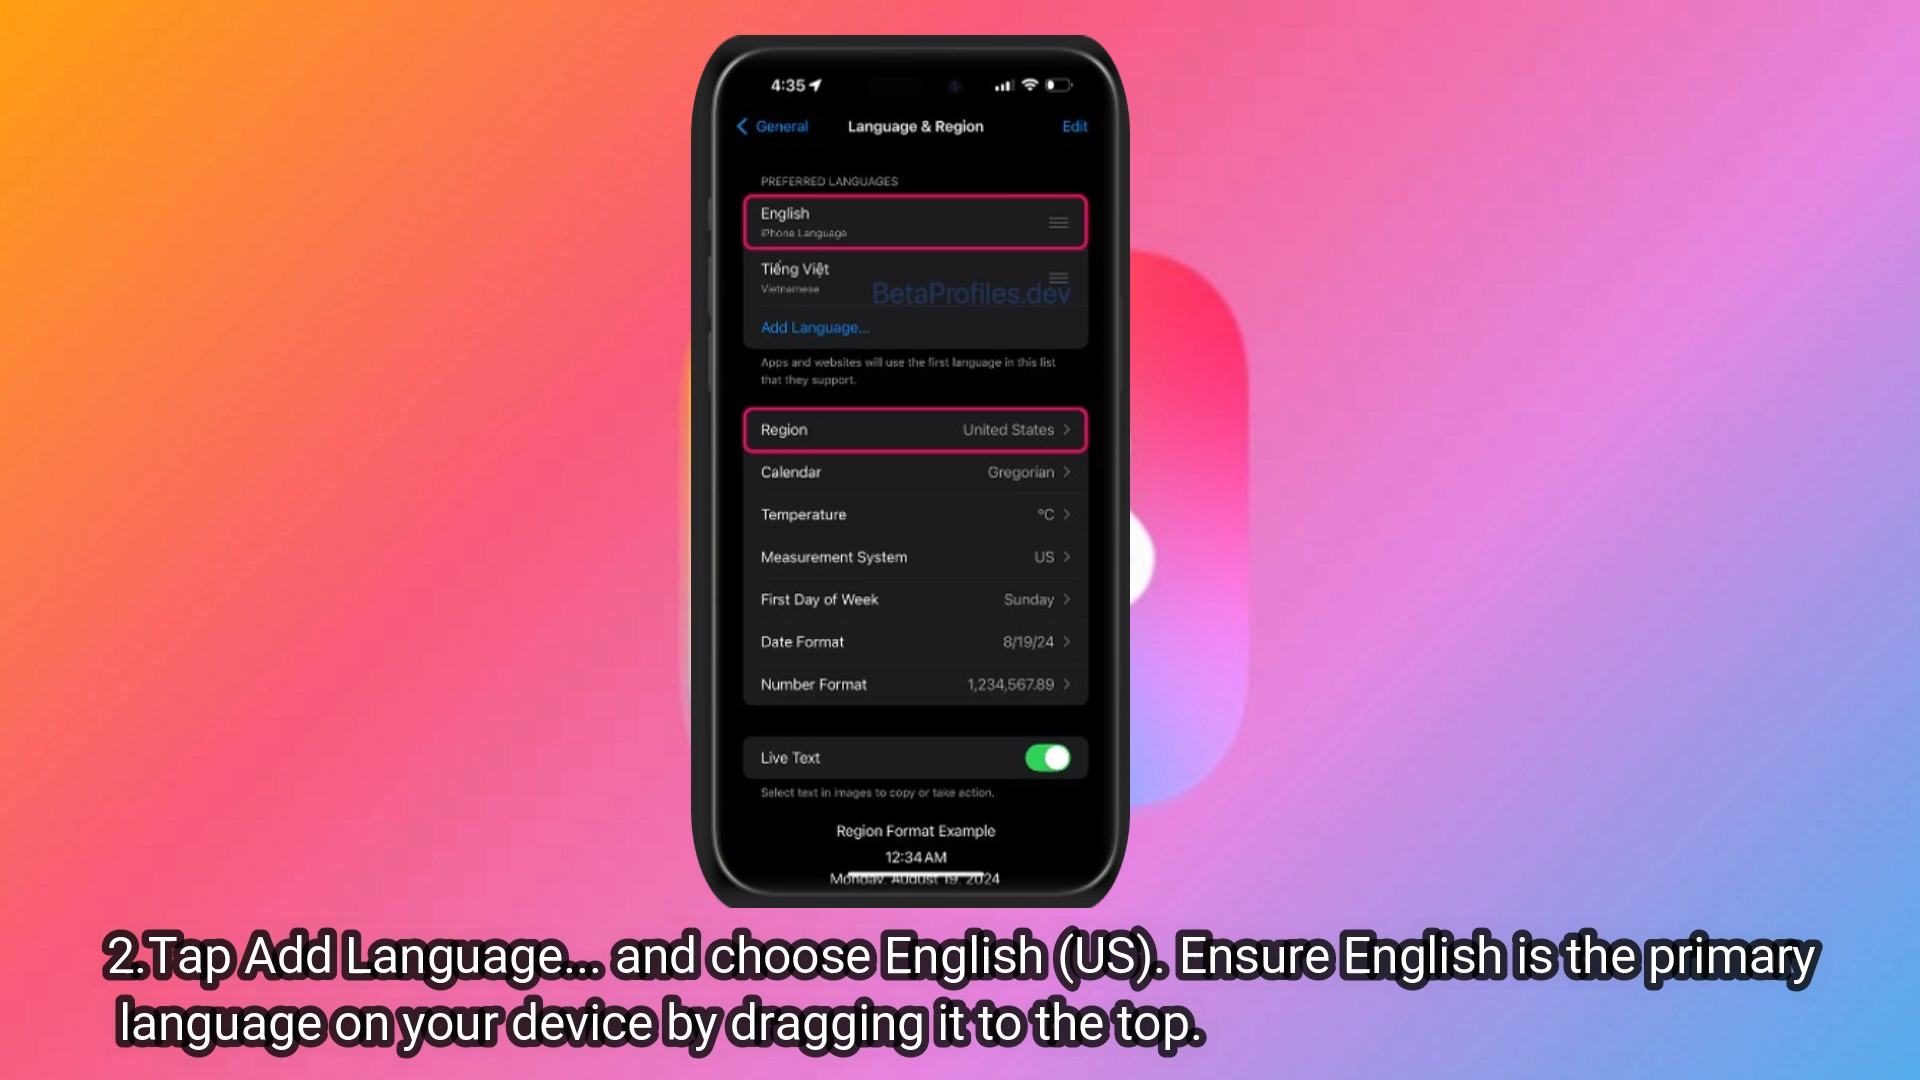 4:35
General
Language & Region
Edit
PREFERRED LANGUAGES
English
iPhone Language
Tiếng Việt
Vietnamese
BetaProfiles.dev
Add Language...
Apps and websites will use the first language in this list
that they support.
Region United States
Calendar Gregorian
Temperature °C
Measurement System US
First Day of Week Sunday
Date Format 8/19/24
Number Format 1,234,567.89
Live Text
Select text in images to copy or take action.
Region Format Example
12:34 AM
Monday, August 19, 2024
2.Tap Add Language... and choose English (US). Ensure English is the primary
language on your device by dragging it to the top.